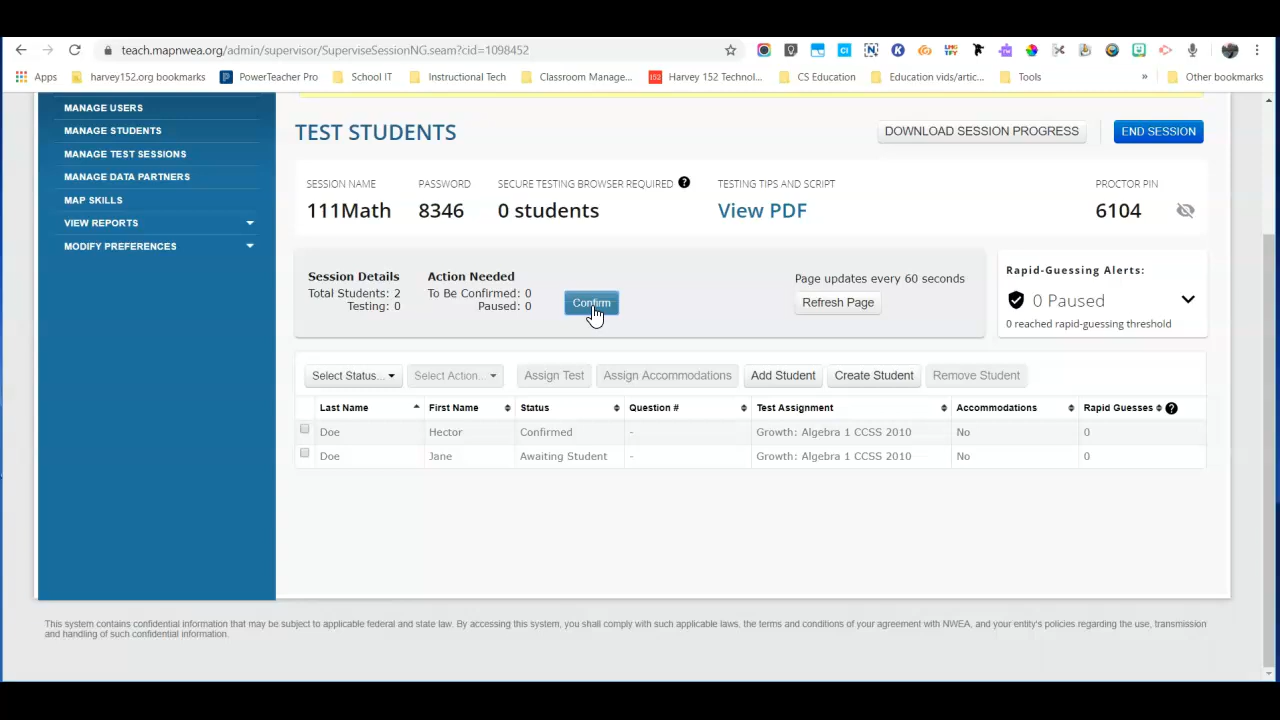 teach.mapnwea.org/admin/supervisor/SuperviseSessionNG.seam?cid=1098452
Apps harvey152.org bookmarks PowerTeacher Pro School IT Instructional Tech Classroom Manage... 152 Harvey 152 Technol... CS Education Education vids/artic... Tools » Other bookmarks
MANAGE USERS
MANAGE STUDENTS
MANAGE TEST SESSIONS
MANAGE DATA PARTNERS
MAP SKILLS
VIEW REPORTS
MODIFY PREFERENCES
TEST STUDENTS
DOWNLOAD SESSION PROGRESS
END SESSION
SESSION NAME PASSWORD SECURE TESTING BROWSER REQUIRED ? TESTING TIPS AND SCRIPT PROCTOR PIN
111Math 8346 0 students View PDF 6104
Session Details Action Needed
Total Students: 2 To Be Confirmed: 0
Testing: 0 Paused: 0
Confirm
Page updates every 60 seconds
Refresh Page
Rapid-Guessing Alerts:
0 Paused
0 reached rapid-guessing threshold
Select Status... Select Action... Assign Test Assign Accommodations Add Student Create Student Remove Student
Last Name First Name Status Question # Test Assignment Accommodations Rapid Guesses ?
Doe Hector Confirmed - Growth: Algebra 1 CCSS 2010 No 0
Doe Jane Awaiting Student - Growth: Algebra 1 CCSS 2010 No 0
This system contains confidential information that may be subject to applicable federal and state law. By accessing this system, you shall comply with such applicable laws, the terms and conditions of your agreement with NWEA, and your entity's policies regarding the use, transmission
and handling of such confidential information.